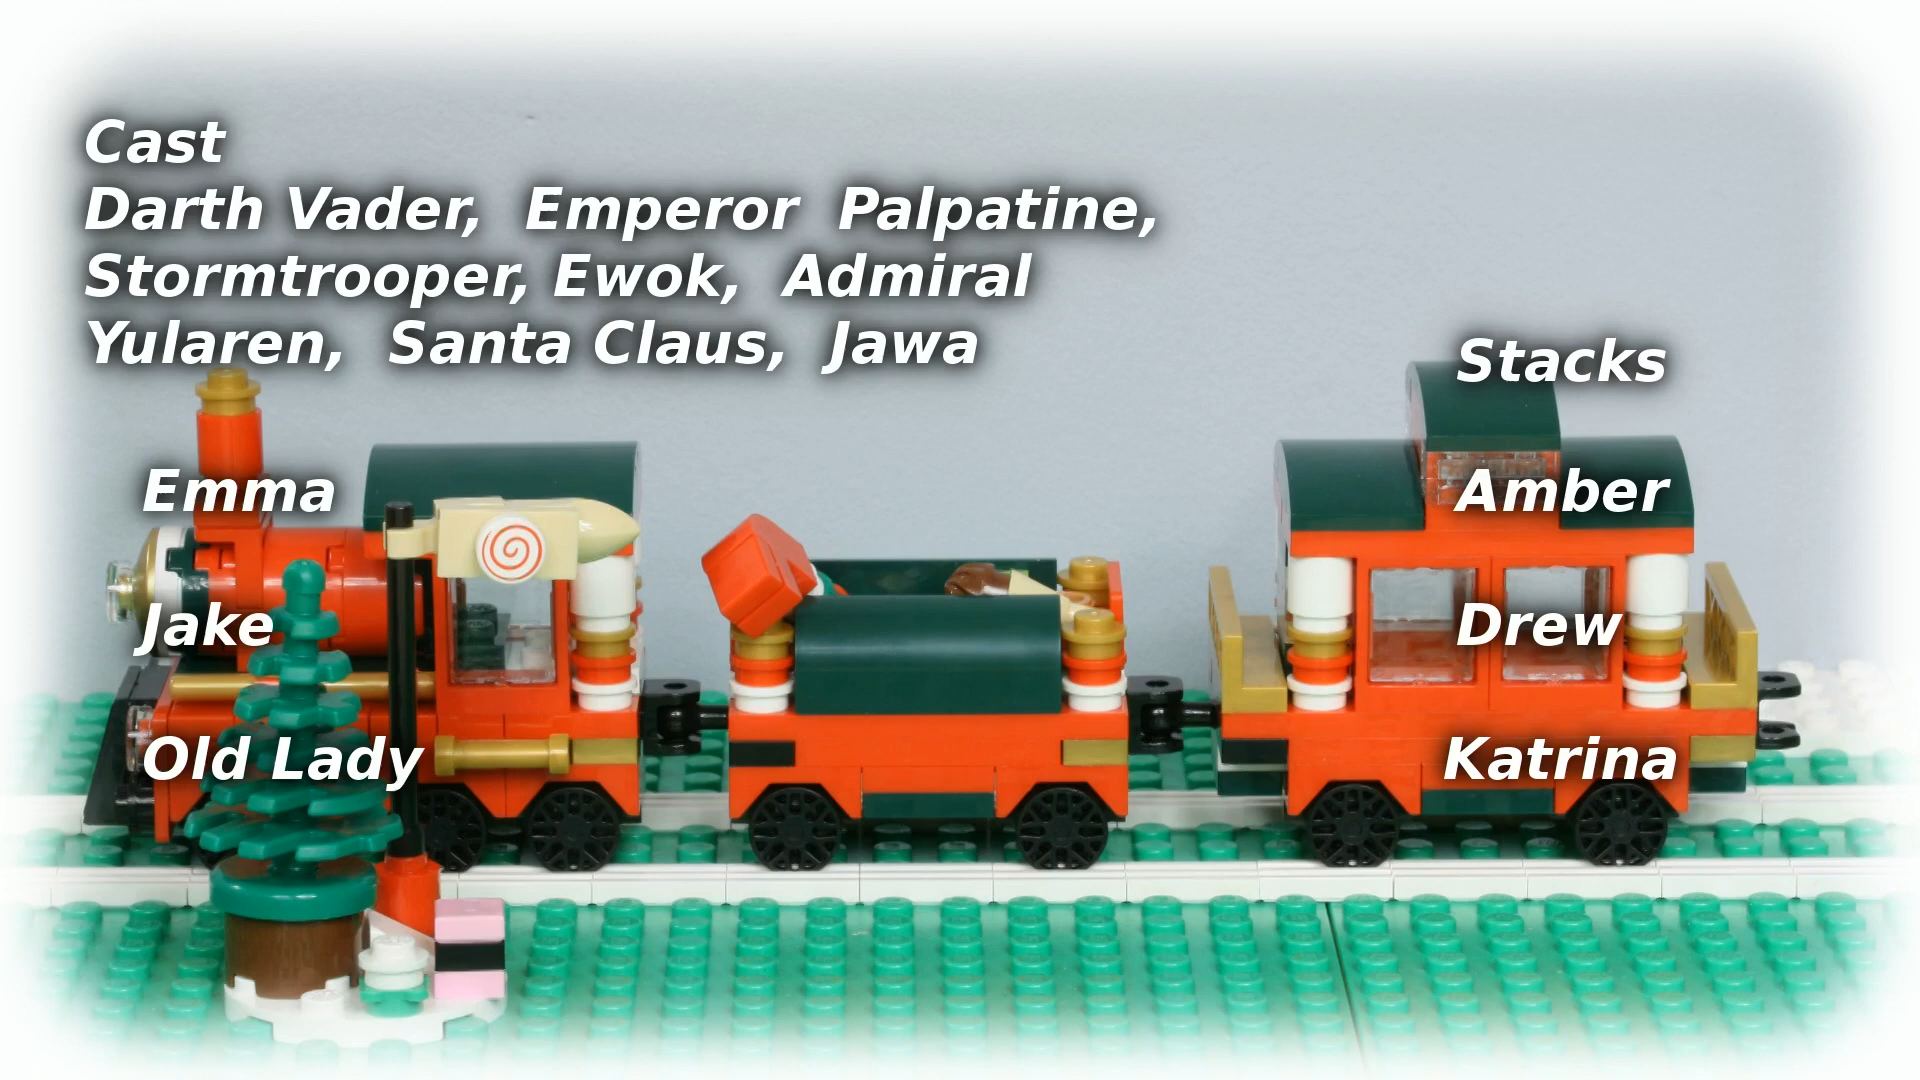 Cast
Darth Vader, Emperor Palpatine,
Stormtrooper, Ewok, Admiral
Yularen, Santa Claus, Jawa
Stacks
Emma
Amber
Jake
Drew
Old Lady
Katrina